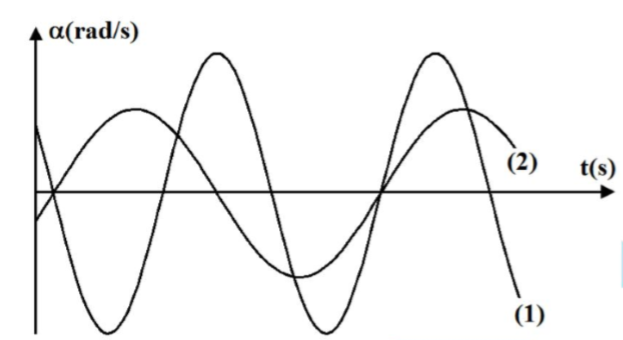 α(rad/s)
(2)
t(s)
(1)